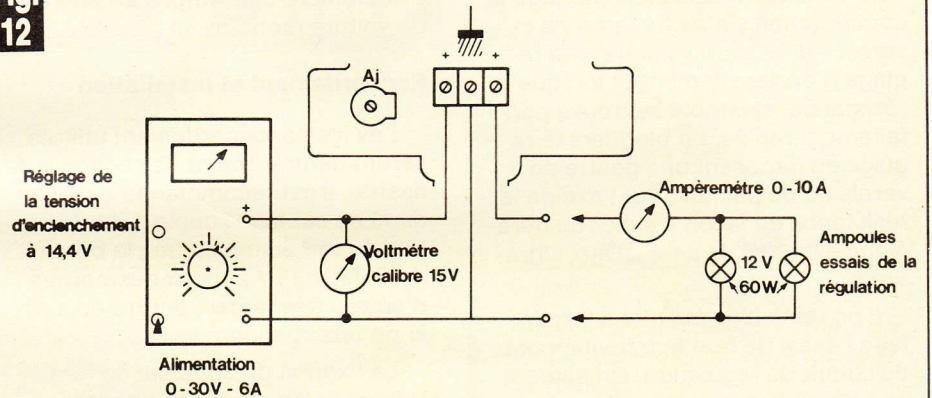 12
Aj
+ +
Réglage de
la tension
d'enclenchement
à 14,4 V
+
-
Voltmétre
calibre 15 V
Ampèremétre 0-10 A
12 V
60 W
Ampoules
essais de la
régulation
Alimentation
0-30V - 6A